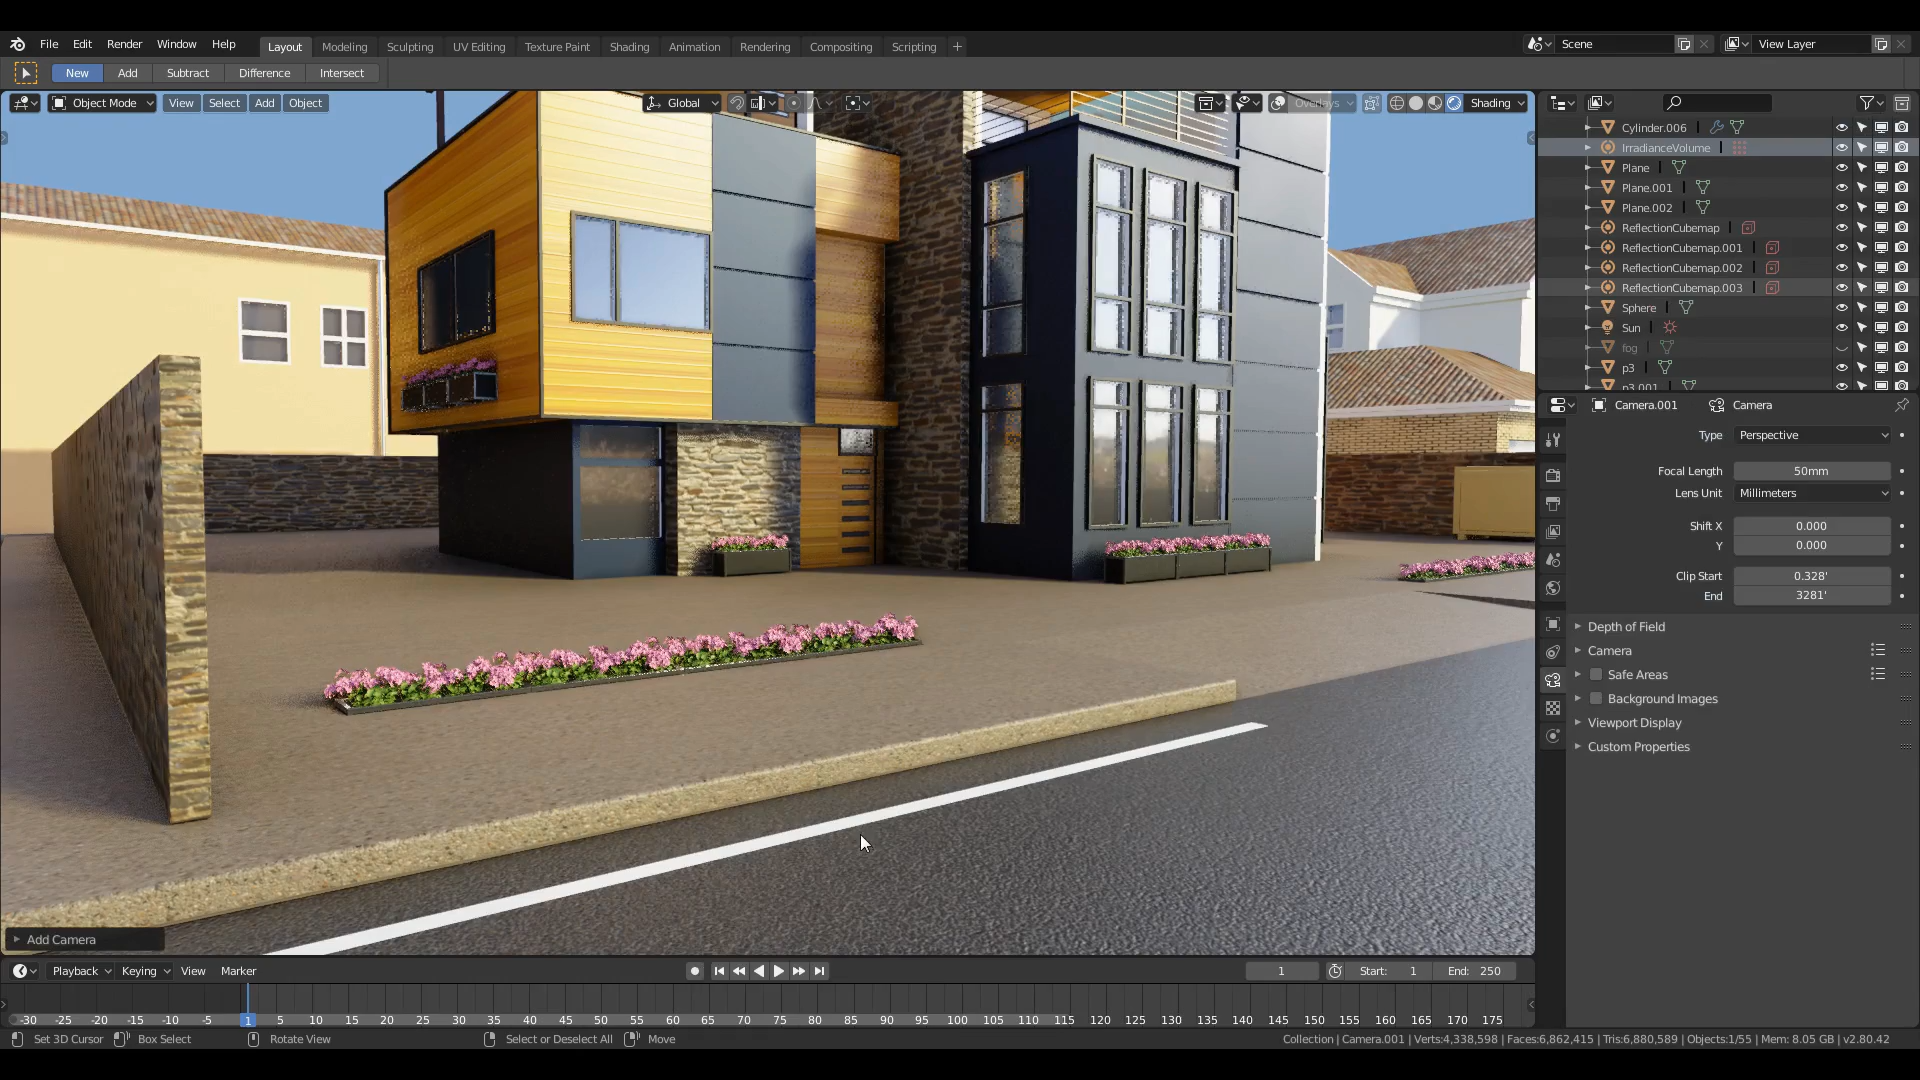 File Edit Render Window Help Layout Modeling Sculpting UV Editing Texture Paint Shading Animation Rendering Compositing Scripting + Scene View Layer
New Add Subtract Difference Intersect
Object Mode View Select Add Object Global Overlays Shading
Cylinder.006
IrradianceVolume
Plane
Plane.001
Plane.002
ReflectionCubemap
ReflectionCubemap.001
ReflectionCubemap.002
ReflectionCubemap.003
Sphere
Sun
fog
p3
p3.001
Camera.001 Camera
Type Perspective
Focal Length 50mm
Lens Unit Millimeters
Shift X 0.000
Y 0.000
Clip Start 0.328'
End 3281'
Depth of Field
Camera
Safe Areas
Background Images
Viewport Display
Custom Properties
Add Camera
Playback Keying View Marker 1 Start: 1 End: 250
-30 -25 -20 -15 -10 -5 1 5 10 15 20 25 30 35 40 45 50 55 60 65 70 75 80 85 90 95 100 105 110 115 120 125 130 135 140 145 150 155 160 165 170 175
Set 3D Cursor Box Select Rotate View Select or Deselect All Move Collection | Camera.001 | Verts:4,338,598 | Faces:6,862,415 | Tris:6,880,589 | Objects:1/55 | Mem: 8.05 GB | v2.80.42